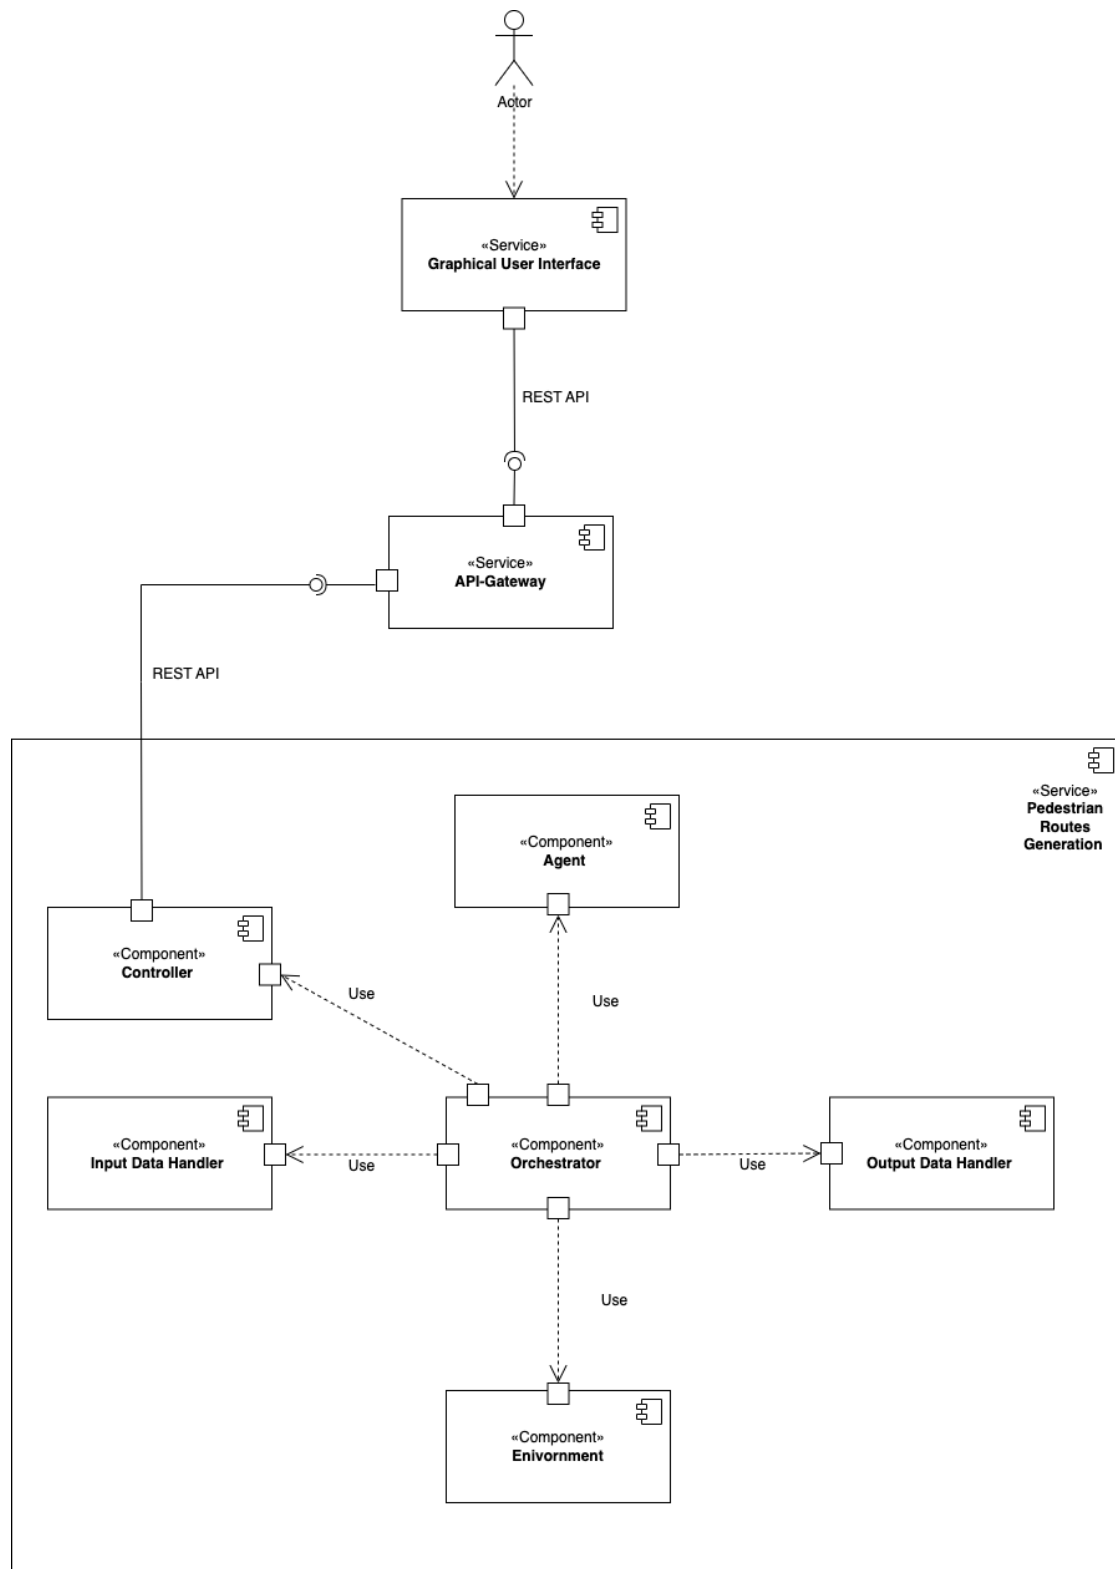 Actor
«Service»
Graphical User Interface
REST API
«Service»
API-Gateway
REST API
«Service»
Pedestrian
Routes
Generation
«Component»
Agent
«Component»
Controller
Use
Use
«Component»
Input Data Handler
Use
«Component»
Orchestrator
Use
«Component»
Output Data Handler
Use
«Component»
Enivornment